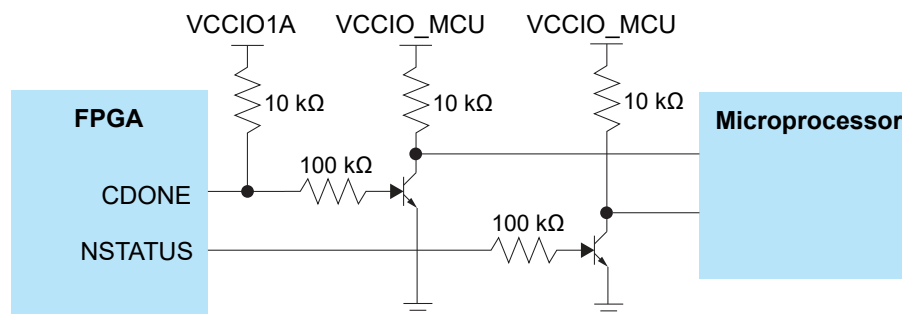 VCCIO1A VCCIO_MCU VCCIO_MCU
10 kΩ 10 kΩ 10 kΩ
FPGA Microprocessor
100 kΩ
CDONE
100 kΩ
NSTATUS